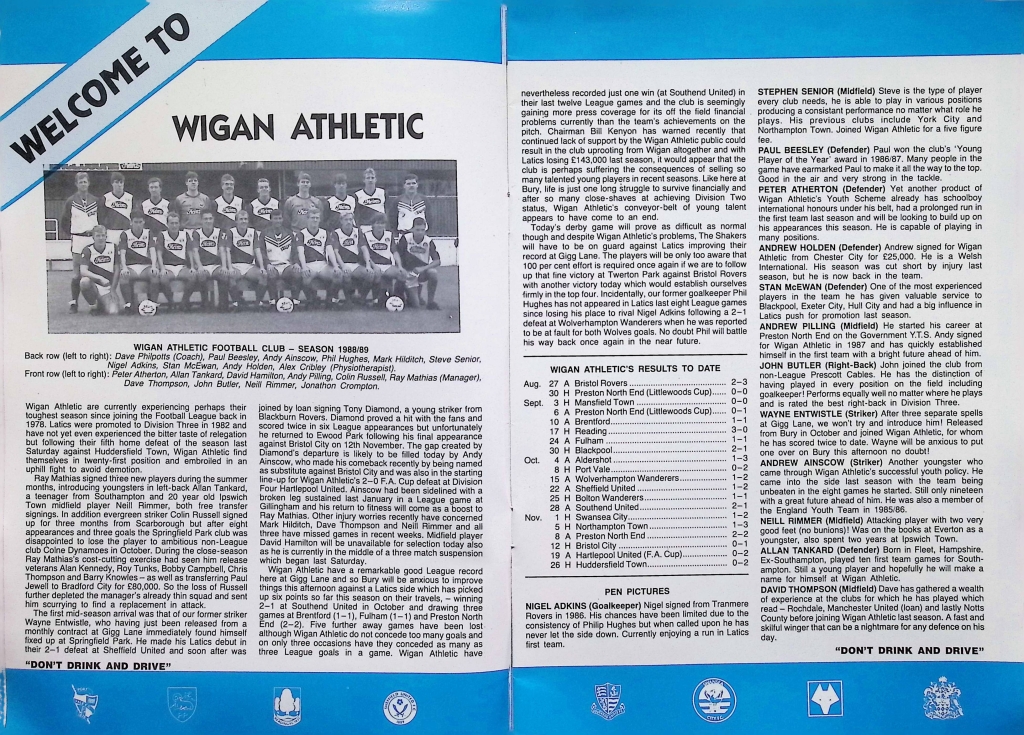 WELCOME TO
WIGAN ATHLETIC
WIGAN ATHLETIC FOOTBALL CLUB – SEASON 1988/89
Back row (left to right): Dave Philpotts (Coach), Paul Beesley, Andy Ainscow, Phil Hughes, Mark Hilditch, Steve Senior,
Nigel Adkins, Stan McEwan, Andy Holden, Alex Cribley (Physiotherapist).
Front row (left to right): Peter Atherton, Allan Tankard, David Hamilton, Andy Pilling, Colin Russell, Ray Mathias (Manager),
Dave Thompson, John Butler, Neill Rimmer, Jonathon Crompton.
Wigan Athletic are currently experiencing perhaps their
toughest season since joining the Football League back in
1978. Latics were promoted to Division Three in 1982 and
have not yet even experienced the bitter taste of relegation
but following their fifth home defeat of the season last
Saturday against Huddersfield Town, Wigan Athletic find
themselves in twenty-first position and embroiled in an
uphill fight to avoid demotion.
Ray Mathias signed three new players during the summer
months, introducing youngsters in left-back Allan Tankard,
a teenager from Southampton and 20 year old Ipswich
Town midfield player Neill Rimmer, both free transfer
signings. In addition evergreen striker Colin Russell signed
up for three months from Scarborough but after eight
appearances and three goals the Springfield Park club was
disappointed to lose the player to ambitious non-League
club Colne Dynamoes in October. During the close-season
Ray Mathias's cost-cutting exercise had seen him release
veterans Alan Kennedy, Roy Tunks, Bobby Campbell, Chris
Thompson and Barry Knowles – as well as transferring Paul
Jewell to Bradford City for £80,000. So the loss of Russell
further depleted the manager's already thin squad and sent
him scurrying to find a replacement in attack.
The first mid-season arrival was that of our former striker
Wayne Entwistle, who having just been released from a
monthly contract at Gigg Lane immediately found himself
fixed up at Springfield Park. He made his Latics debut in
their 2–1 defeat at Sheffield United and soon after was
joined by loan signing Tony Diamond, a young striker from
Blackburn Rovers. Diamond proved a hit with the fans and
scored twice in six League appearances but unfortunately
he returned to Ewood Park following his final appearance
against Bristol City on 12th November. The gap created by
Diamond's departure is likely to be filled today by Andy
Ainscow, who made his comeback recently by being named
as substitute against Bristol City and was also in the starting
line-up for Wigan Athletic's 2–0 F.A. Cup defeat at Division
Four Hartlepool United. Ainscow had been sidelined with a
broken leg sustained last January in a League game at
Gillingham and his return to fitness will come as a boost to
Ray Mathias. Other injury worries recently have concerned
Mark Hilditch, Dave Thompson and Neill Rimmer and all
three have missed games in recent weeks. Midfield player
David Hamilton will be unavailable for selection today also
as he is currently in the middle of a three match suspension
which began last Saturday.
Wigan Athletic have a remarkable good League record
here at Gigg Lane and so Bury will be anxious to improve
things this afternoon against a Latics side which has picked
up six points so far this season on their travels, – winning
2–1 at Southend United in October and drawing three
games at Brentford (1–1), Fulham (1–1) and Preston North
End (2–2). Five further away games have been lost
although Wigan Athletic do not concede too many goals and
on only three occasions have they conceded as many as
three League goals in a game. Wigan Athletic have
"DON'T DRINK AND DRIVE"
nevertheless recorded just one win (at Southend United) in
their last twelve League games and the club is seemingly
gaining more press coverage for its off the field financial
problems currently than the team's achievements on the
pitch. Chairman Bill Kenyon has warned recently that
continued lack of support by the Wigan Athletic public could
result in the club uprooting from Wigan altogether and with
Latics losing £143,000 last season, it would appear that the
club is perhaps suffering the consequences of selling so
many talented young players in recent seasons. Like here at
Bury, life is just one long struggle to survive financially and
after so many close-shaves at achieving Division Two
status, Wigan Athletic's conveyor-belt of young talent
appears to have come to an end.
Today's derby game will prove as difficult as normal
though and despite Wigan Athletic's problems, The Shakers
will have to be on guard against Latics improving their
record at Gigg Lane. The players will be only too aware that
100 per cent effort is required once again if we are to follow
up that fine victory at Twerton Park against Bristol Rovers
with another victory today which would establish ourselves
firmly in the top four. Incidentally, our former goalkeeper Phil
Hughes has not appeared in Latics last eight League games
since losing his place to rival Nigel Adkins following a 2–1
defeat at Wolverhampton Wanderers when he was reported
to be at fault for both Wolves goals. No doubt Phil will battle
his way back once again in the near future.
WIGAN ATHLETIC'S RESULTS TO DATE
Aug. 27 A Bristol Rovers 2–3
30 H Preston North End (Littlewoods Cup) 0–0
Sept. 3 H Mansfield Town 0–0
6 A Preston North End (Littlewoods Cup) 0–1
10 A Brentford 1–1
17 H Reading 3–0
24 A Fulham 1–1
30 H Blackpool 2–1
Oct. 4 A Aldershot 1–3
8 H Port Vale 0–2
15 A Wolverhampton Wanderers 1–2
22 A Sheffield United 1–2
25 H Bolton Wanderers 1–1
28 A Southend United 2–1
Nov. 1 H Swansea City 1–2
5 H Northampton Town 1–3
8 A Preston North End 2–2
12 H Bristol City 0–1
19 A Hartlepool United (F.A. Cup) 0–2
26 H Huddersfield Town 0–2
PEN PICTURES
NIGEL ADKINS (Goalkeeper) Nigel signed from Tranmere
Rovers in 1986. His chances have been limited due to the
consistency of Philip Hughes but when called upon he has
never let the side down. Currently enjoying a run in Latics
first team.
STEPHEN SENIOR (Midfield) Steve is the type of player
every club needs, he is able to play in various positions
producing a consistant performance no matter what role he
plays. His previous clubs include York City and
Northampton Town. Joined Wigan Athletic for a five figure
fee.
PAUL BEESLEY (Defender) Paul won the club's 'Young
Player of the Year' award in 1986/87. Many people in the
game have earmarked Paul to make it all the way to the top.
Good in the air and very strong in the tackle.
PETER ATHERTON (Defender) Yet another product of
Wigan Athletic's Youth Scheme already has schoolboy
international honours under his belt, had a prolonged run in
the first team last season and will be looking to build up on
his appearances this season. He is capable of playing in
many positions.
ANDREW HOLDEN (Defender) Andrew signed for Wigan
Athletic from Chester City for £25,000. He is a Welsh
International. His season was cut short by injury last
season, but he is now back in the team.
STAN McEWAN (Defender) One of the most experienced
players in the team he has given valuable service to
Blackpool, Exeter City, Hull City and had a big influence in
Latics push for promotion last season.
ANDREW PILLING (Midfield) He started his career at
Preston North End on the Government Y.T.S. Andy signed
for Wigan Athletic in 1987 and has quickly established
himself in the first team with a bright future ahead of him.
JOHN BUTLER (Right-Back) John joined the club from
non-League Prescot Cables. He has the distinction of
having played in every position on the field including
goalkeeper! Performs equally well no matter where he plays
and is rated the best right-back in Division Three.
WAYNE ENTWISTLE (Striker) After three separate spells
at Gigg Lane, we won't try and introduce him! Released
from Bury in October and joined Wigan Athletic, for whom
he has scored twice to date. Wayne will be anxious to put
one over on Bury this afternoon no doubt!
ANDREW AINSCOW (Striker) Another youngster who
came through Wigan Athletic's successful youth policy. He
came into the side last season with the team being
unbeaten in the eight games he started. Still only nineteen
with a great future ahead of him. He was also a member of
the England Youth Team in 1985/86.
NEILL RIMMER (Midfield) Attacking player with two very
good feet (no bunions)! Was on the books at Everton as a
youngster, also spent two years at Ipswich Town.
ALLAN TANKARD (Defender) Born in Fleet, Hampshire.
Ex-Southampton, played ten first team games for South-
ampton. Still a young player and hopefully he will make a
name for himself at Wigan Athletic.
DAVID THOMPSON (Midfield) Dave has gathered a wealth
of experience at the clubs for which he has played which
read – Rochdale, Manchester United (loan) and lastly Notts
County before joining Wigan Athletic last season. A fast and
skilful winger that can be a nightmare for any defence on his
day.
"DON'T DRINK AND DRIVE"